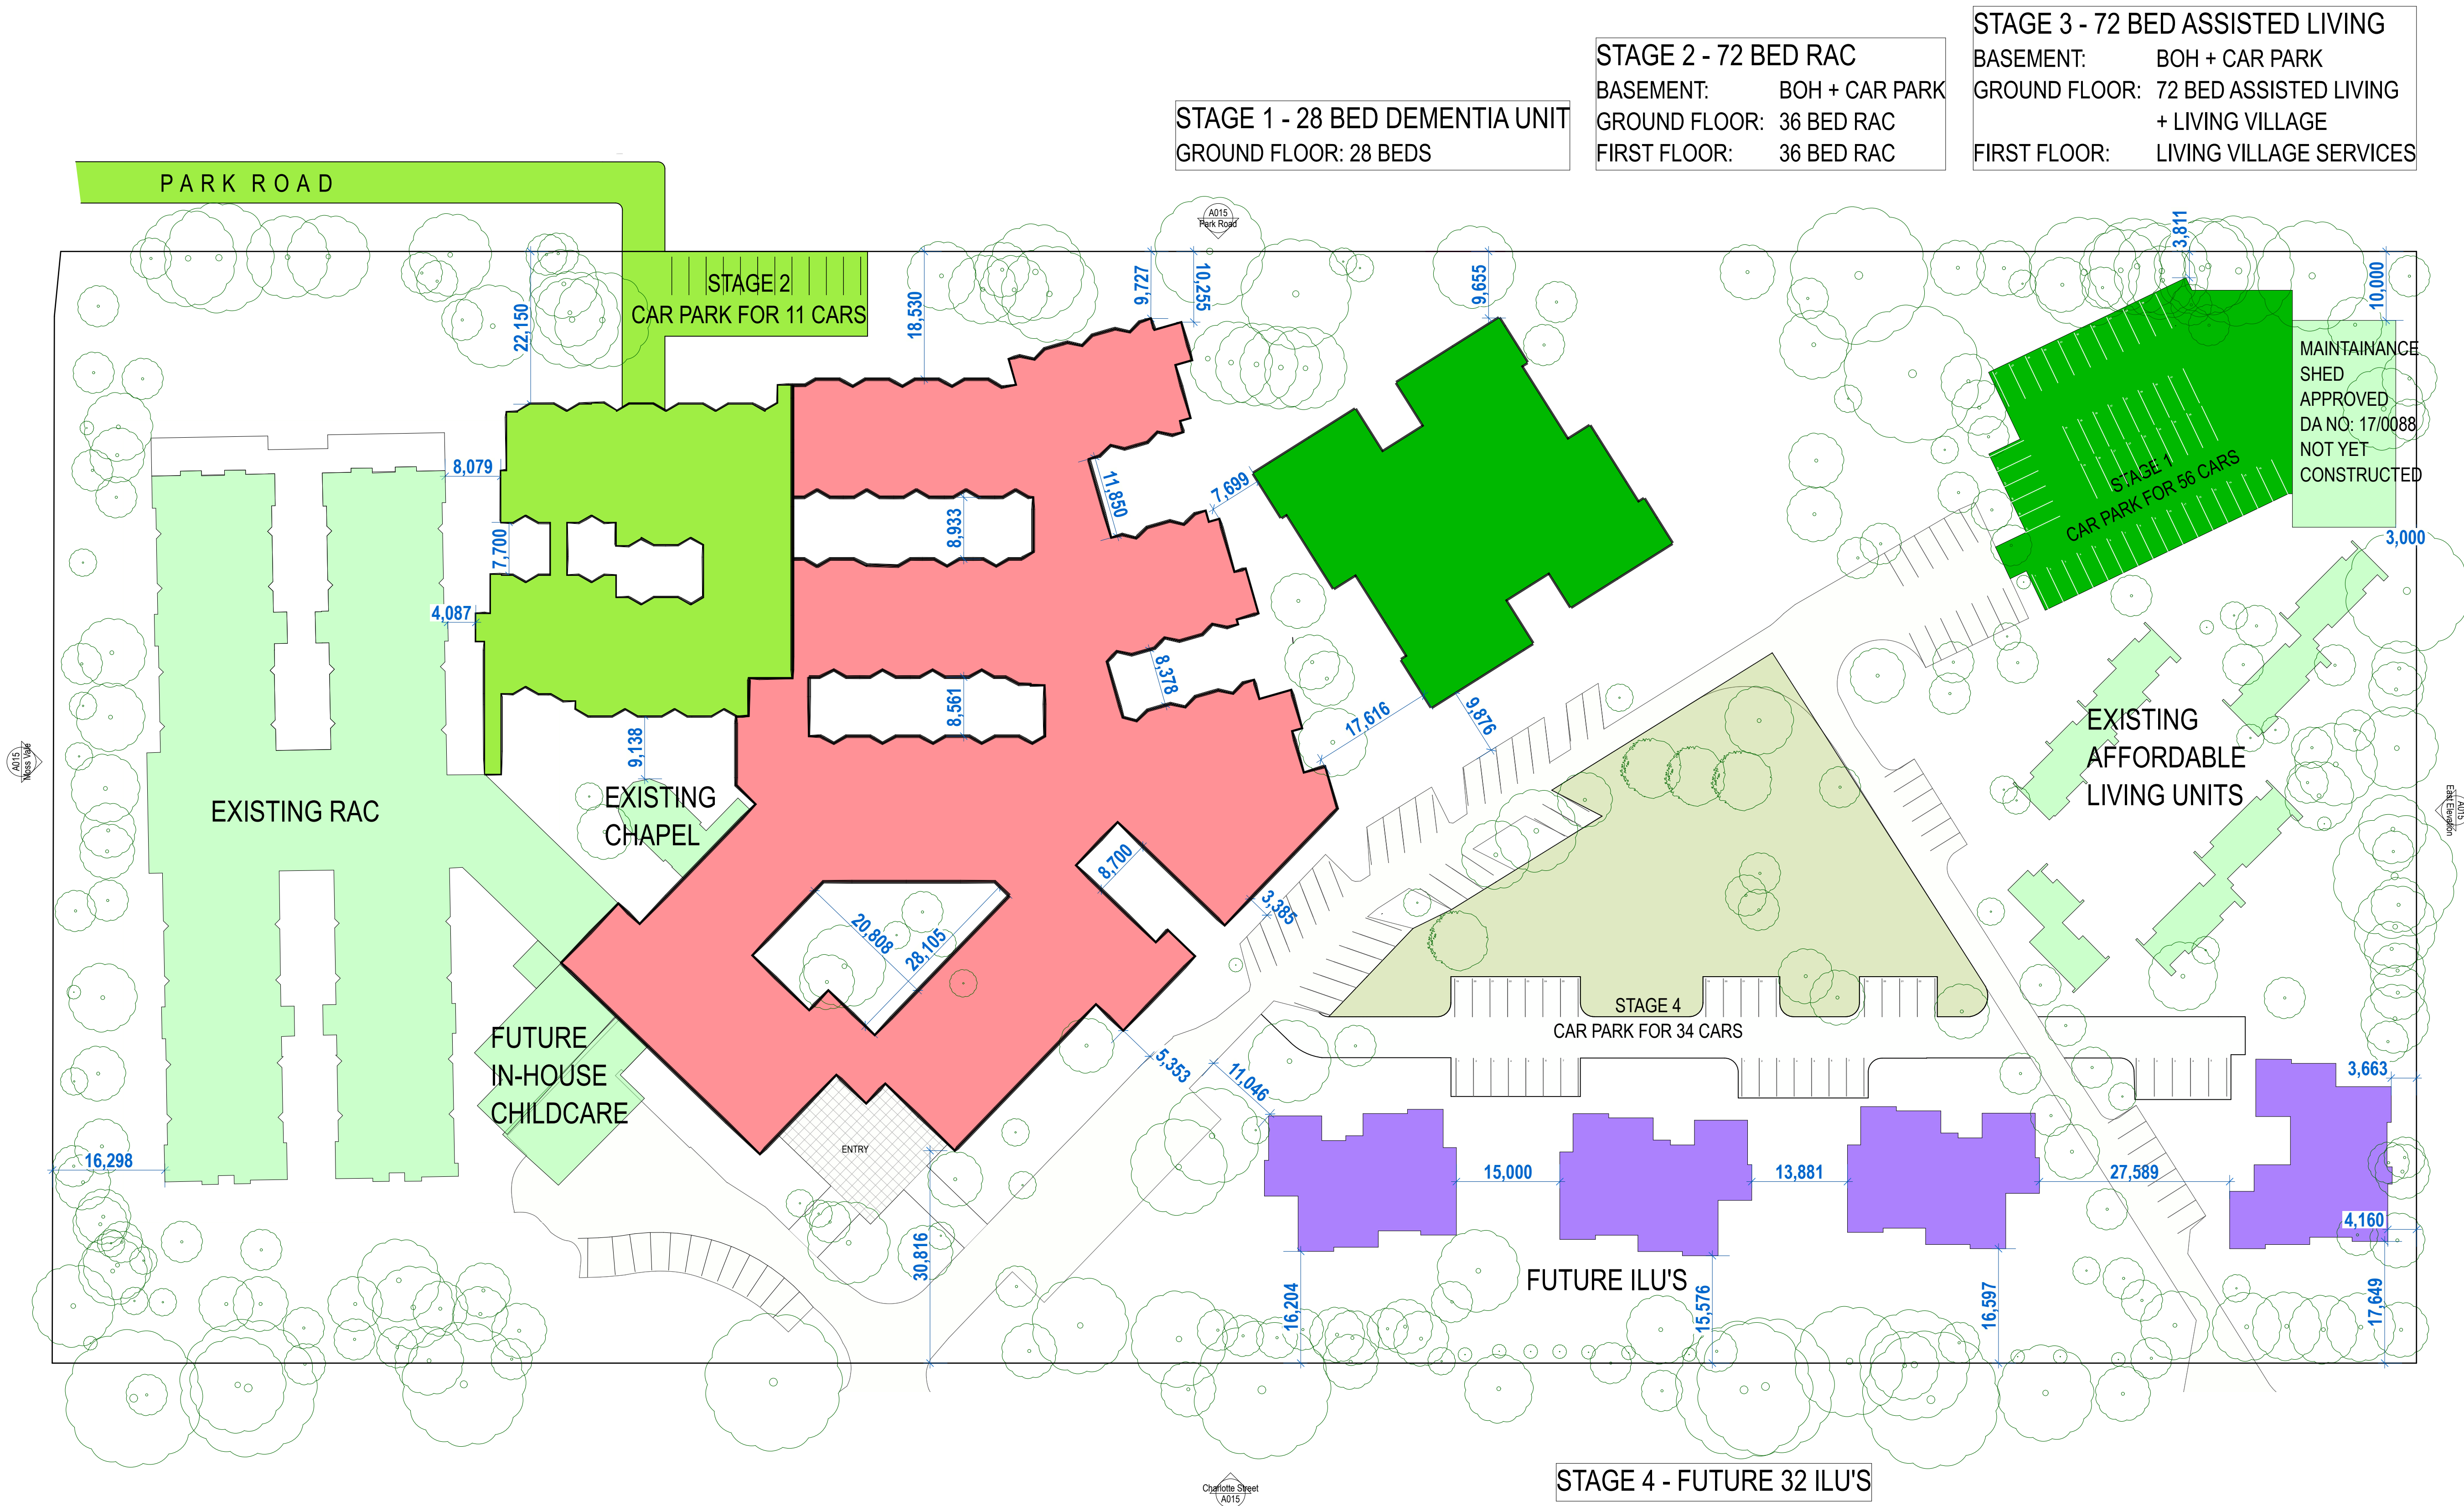 STAGE 3 - 72 BED ASSISTED LIVING
BASEMENT: BOH + CAR PARK
GROUND FLOOR: 72 BED ASSISTED LIVING
+ LIVING VILLAGE
FIRST FLOOR: LIVING VILLAGE SERVICES
STAGE 2 - 72 BED RAC
BASEMENT: BOH + CAR PARK
GROUND FLOOR: 36 BED RAC
FIRST FLOOR: 36 BED RAC
STAGE 1 - 28 BED DEMENTIA UNIT
GROUND FLOOR: 28 BEDS
PARK ROAD
A015
Park Road
3,811
STAGE 2
CAR PARK FOR 11 CARS
22,150
18,530
9,727
10,255
9,655
10,000
MAINTAINANCE
SHED
APPROVED
DA NO: 17/0088
NOT YET
CONSTRUCTED
STAGE 1
CAR PARK FOR 56 CARS
3,000
8,079
7,700
4,087
8,933
11,850
7,699
8,378
8,561
9,138
17,616
9,876
A015
Moss Vale
EXISTING RAC
EXISTING
CHAPEL
EXISTING
AFFORDABLE
LIVING UNITS
A015
East Elevation
8,700
3,385
20,808
28,105
STAGE 4
CAR PARK FOR 34 CARS
FUTURE
IN-HOUSE
CHILDCARE
5,353
11,046
3,663
ENTRY
16,298
15,000
13,881
27,589
4,160
30,816
16,204
FUTURE ILU'S
15,576
16,597
17,649
Charlotte Street
A015
STAGE 4 - FUTURE 32 ILU'S